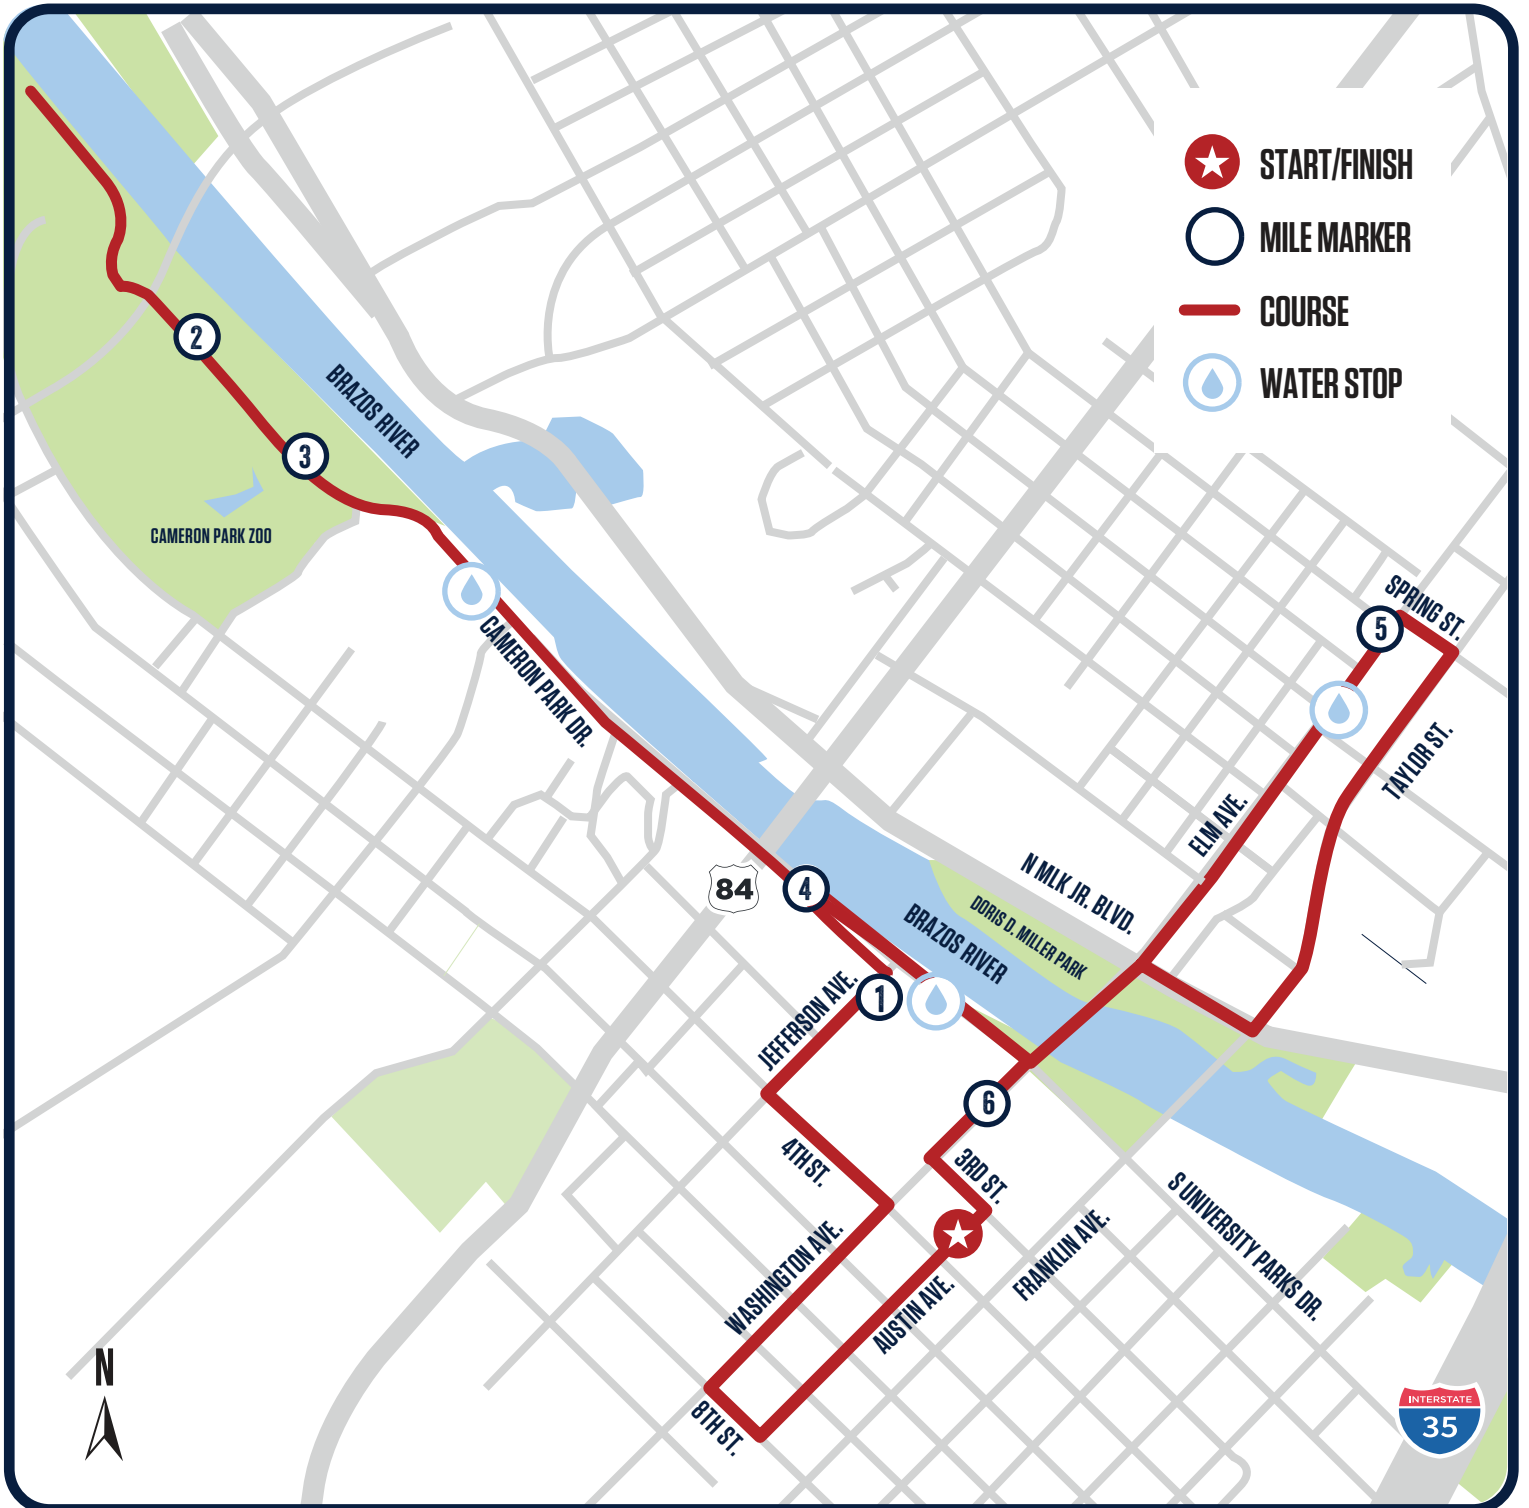 START/FINISH
MILE MARKER
COURSE
WATER STOP
2
BRAZOS RIVER
3
CAMERON PARK ZOO
CAMERON PARK DR.
SPRING ST.
5
TAYLOR ST.
ELM AVE.
N MLK JR. BLVD.
84
4
DORIS D. MILLER PARK
BRAZOS RIVER
JEFFERSON AVE.
1
6
4TH ST.
3RD ST.
S UNIVERSITY PARKS DR.
WASHINGTON AVE.
FRANKLIN AVE.
AUSTIN AVE.
N
8TH ST.
INTERSTATE
35